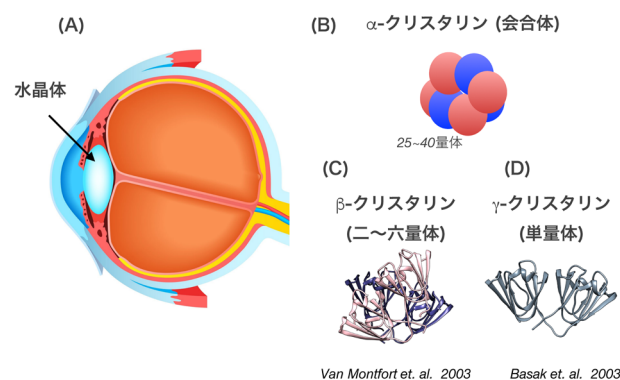 (A)
水晶体
(B)
α-クリスタリン (会合体)
25~40量体
(C)
β-クリスタリン
(二〜六量体)
(D)
γ-クリスタリン
(単量体)
Van Montfort et. al. 2003
Basak et. al. 2003